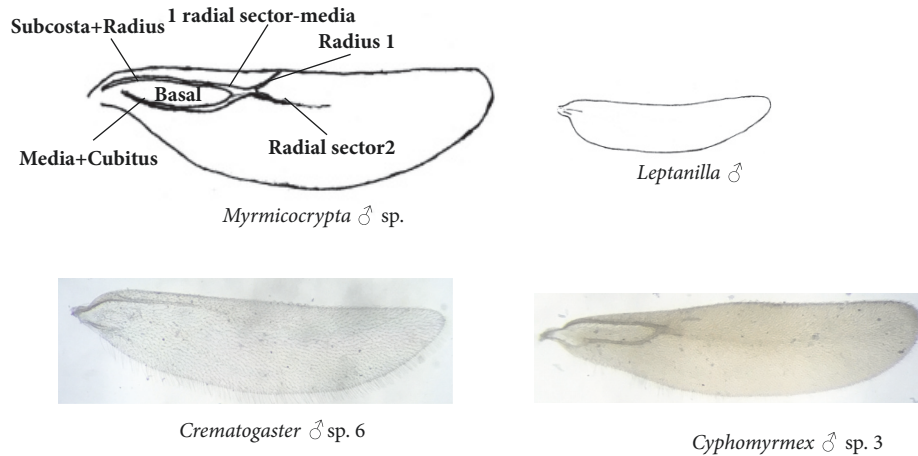 Subcosta+Radius
1 radial sector-media
Radius 1
Basal
Media+Cubitus
Radial sector2
Myrmicocrypta ♂ sp.
Leptanilla ♂
Crematogaster ♂ sp. 6
Cyphomyrmex ♂ sp. 3